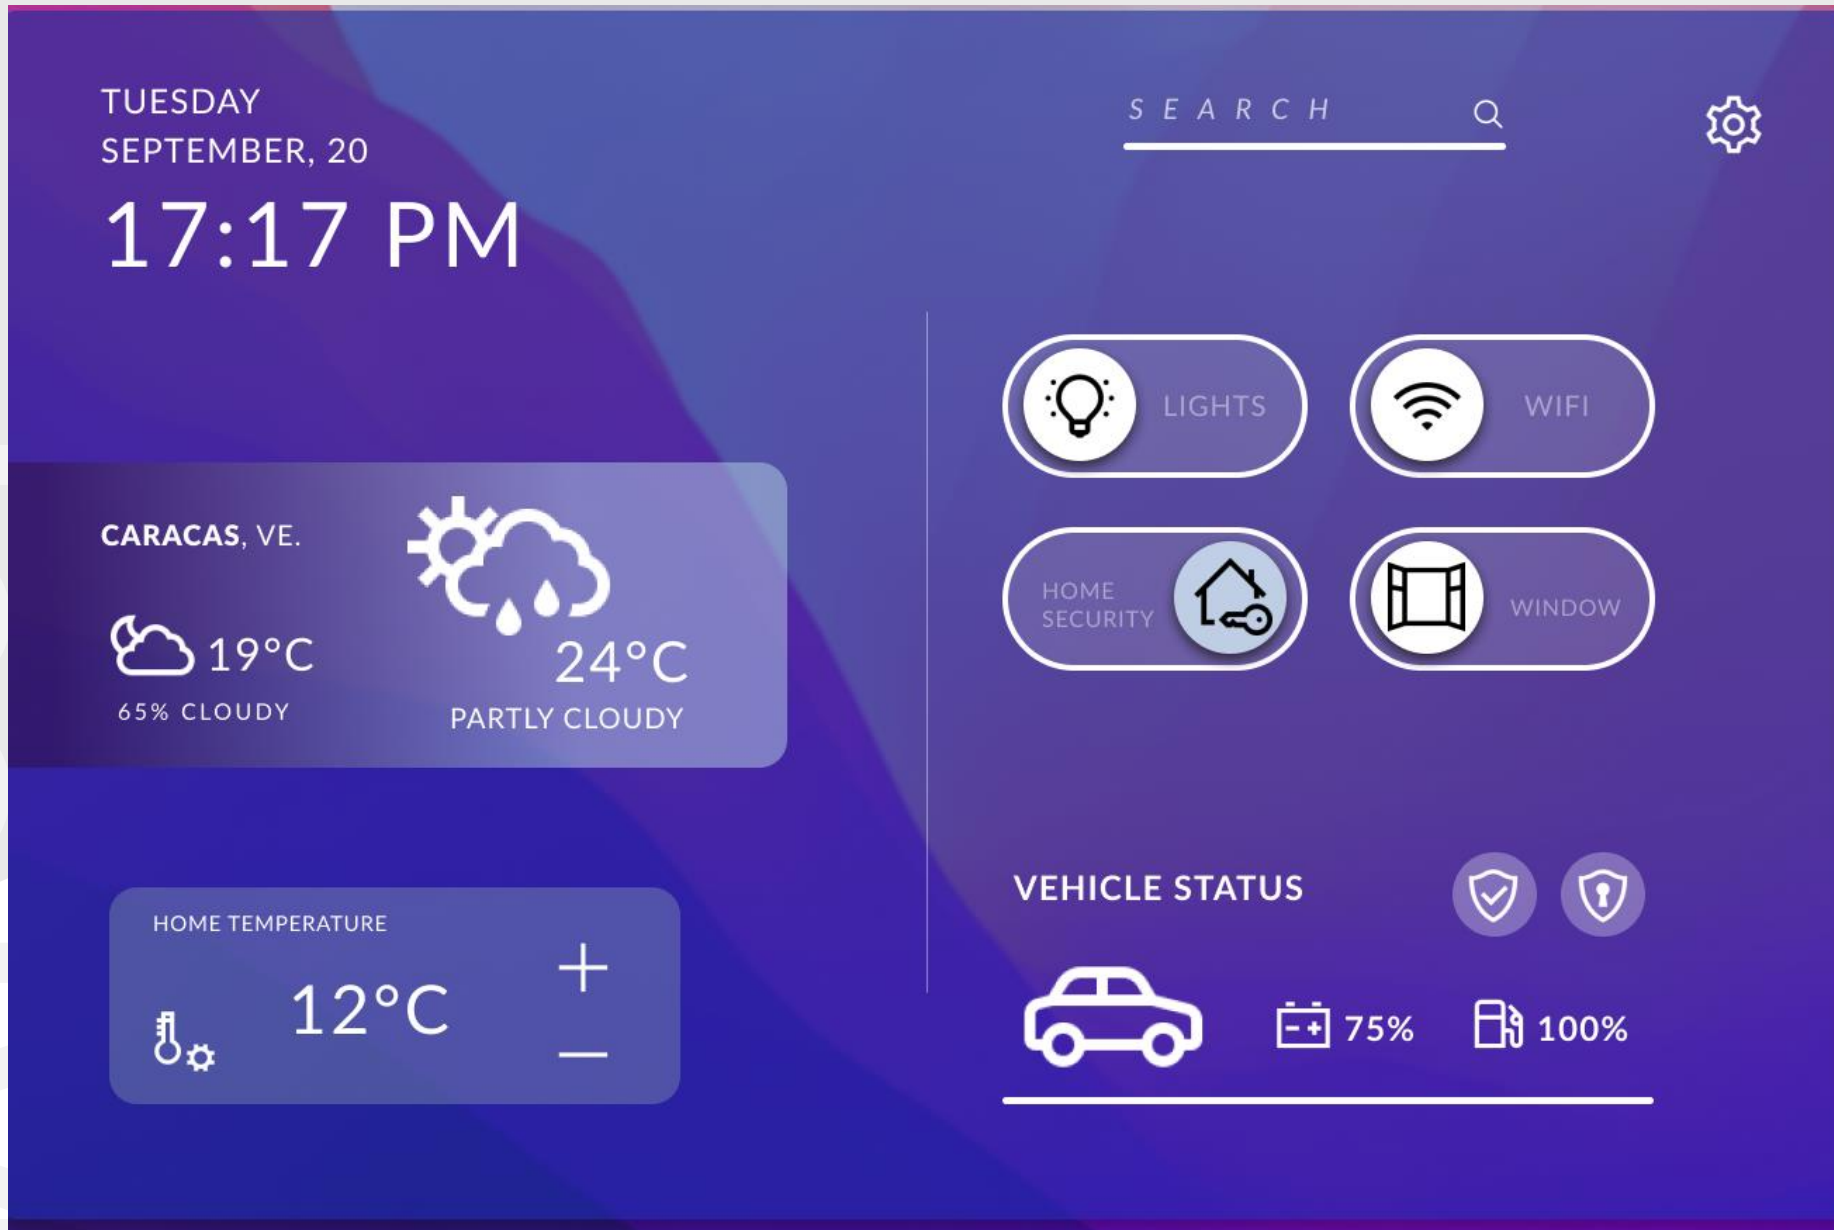 TUESDAY
SEPTEMBER, 20
17:17 PM
SEARCH
LIGHTS
WIFI
HOME
SECURITY
WINDOW
CARACAS, VE.
19°C
65% CLOUDY
24°C
PARTLY CLOUDY
HOME TEMPERATURE
12°C
VEHICLE STATUS
75%
100%